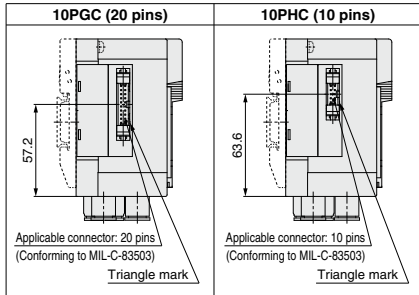 10PGC (20 pins)
57.2
Applicable connector: 20 pins
(Conforming to MIL-C-83503)
Triangle mark
10PHC (10 pins)
63.6
Applicable connector: 10 pins
(Conforming to MIL-C-83503)
Triangle mark